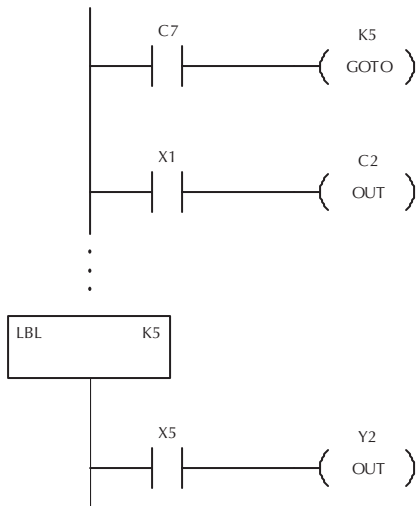 C7 K5
GOTO
X1 C2
OUT
LBL K5
X5 Y2
OUT